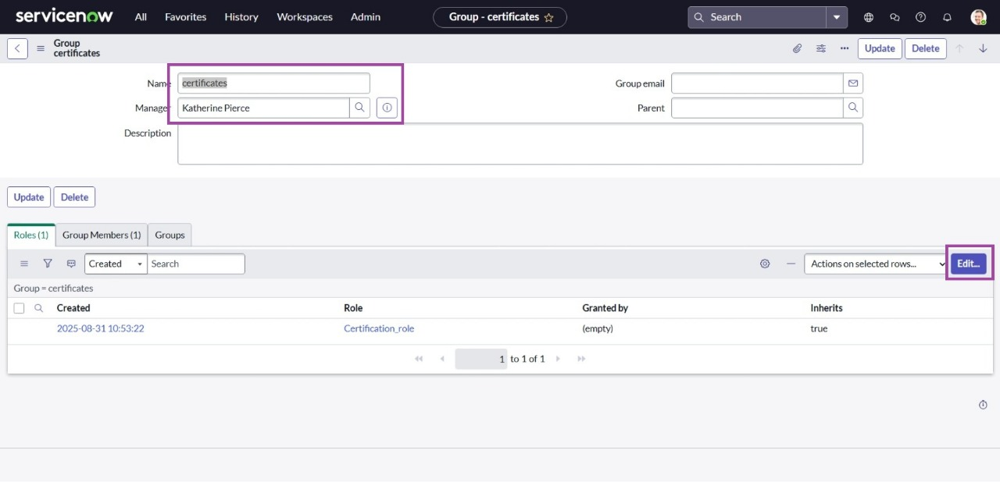 servicenow All Favorites History Workspaces Admin Group - certificates Search
Group
certificates
Update Delete
Name certificates Group email
Manager Katherine Pierce Parent
Description
Update Delete
Roles (1) Group Members (1) Groups
Created Search Actions on selected rows... Edit...
Group = certificates
Created Role Granted by Inherits
2025-08-31 10:53:22 Certification_role (empty) true
1 to 1 of 1